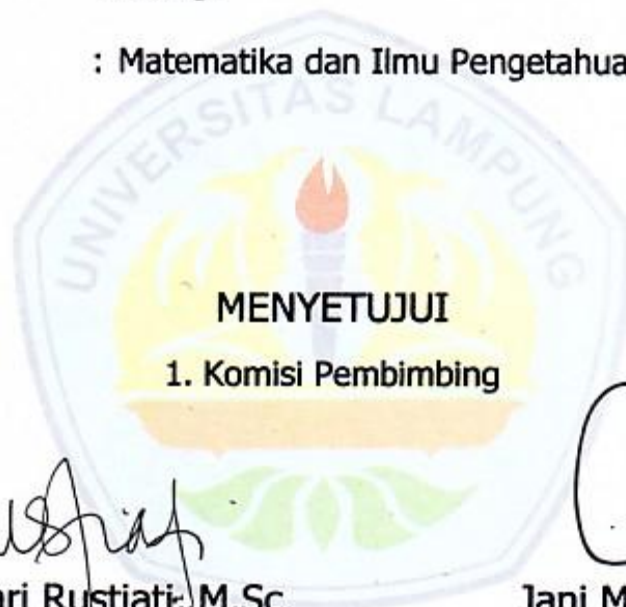 : Matematika dan Ilmu Pengetahua
UNIVERSITAS LAMPUNG
MENYETUJUI
1. Komisi Pembimbing
ari Rustiati, M.Sc
Jani M